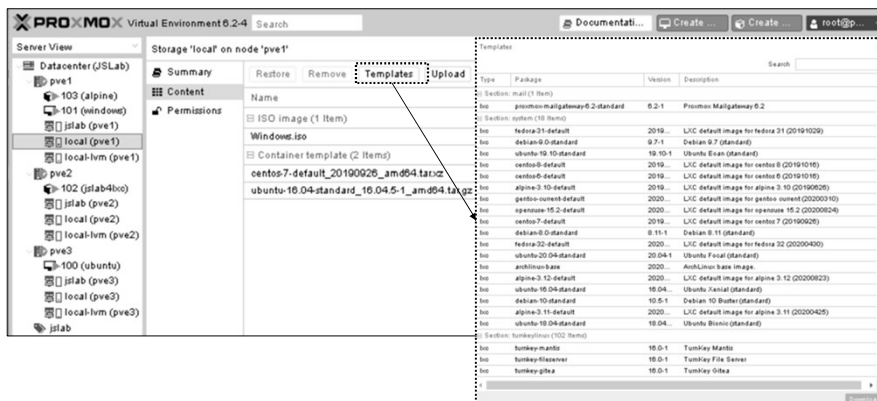 PROXMOX Virtual Environment 6.2-4 Search Documentati... Create ... Create ... root@p...
Server View
Datacenter (JSLab)
pve1
103 (alpine)
101 (windows)
jslab (pve1)
local (pve1)
local-lvm (pve1)
pve2
102 (jslab4lxc)
jslab (pve2)
local (pve2)
local-lvm (pve2)
pve3
100 (ubuntu)
jslab (pve3)
local (pve3)
local-lvm (pve3)
jslab
Storage 'local' on node 'pve1'
Summary
Content
Permissions
Restore Remove Templates Upload
Name
ISO image (1 Item)
Windows.iso
Container template (2 Items)
centos-7-default_20190926_amd64.tar.xz
ubuntu-16.04-standard_16.04.5-1_amd64.tar.gz
Templates
Search
Type Package Version Description
Section: mail (1 Item)
lxc proxmox-mailgateway-6.2-standard 6.2-1 Proxmox Mailgateway 6.2
Section: system (18 Items)
lxc fedora-31-default 2019... LXC default image for fedora 31 (20191029)
lxc debian-9.0-standard 9.7-1 Debian 9.7 (standard)
lxc ubuntu-19.10-standard 19.10-1 Ubuntu Eoan (standard)
lxc centos-8-default 2019... LXC default image for centos 8 (20191016)
lxc centos-6-default 2019... LXC default image for centos 6 (20191016)
lxc alpine-3.10-default 2019... LXC default image for alpine 3.10 (20190626)
lxc gentoo-current-default 2020... LXC default image for gentoo current (20200310)
lxc opensuse-15.2-default 2020... LXC default image for opensuse 15.2 (20200824)
lxc centos-7-default 2019... LXC default image for centos 7 (20190926)
lxc debian-8.0-standard 8.11-1 Debian 8.11 (standard)
lxc fedora-32-default 2020... LXC default image for fedora 32 (20200430)
lxc ubuntu-20.04-standard 20.04-1 Ubuntu Focal (standard)
lxc archlinux-base 2020... ArchLinux base image.
lxc alpine-3.12-default 2020... LXC default image for alpine 3.12 (20200823)
lxc ubuntu-16.04-standard 16.04... Ubuntu Xenial (standard)
lxc debian-10-standard 10.5-1 Debian 10 Buster (standard)
lxc alpine-3.11-default 2020... LXC default image for alpine 3.11 (20200425)
lxc ubuntu-18.04-standard 18.04... Ubuntu Bionic (standard)
Section: turnkeylinux (102 Items)
lxc turnkey-mantis 16.0-1 TurnKey Mantis
lxc turnkey-fileserver 16.0-1 TurnKey File Server
lxc turnkey-gitea 16.0-1 TurnKey Gitea
Download